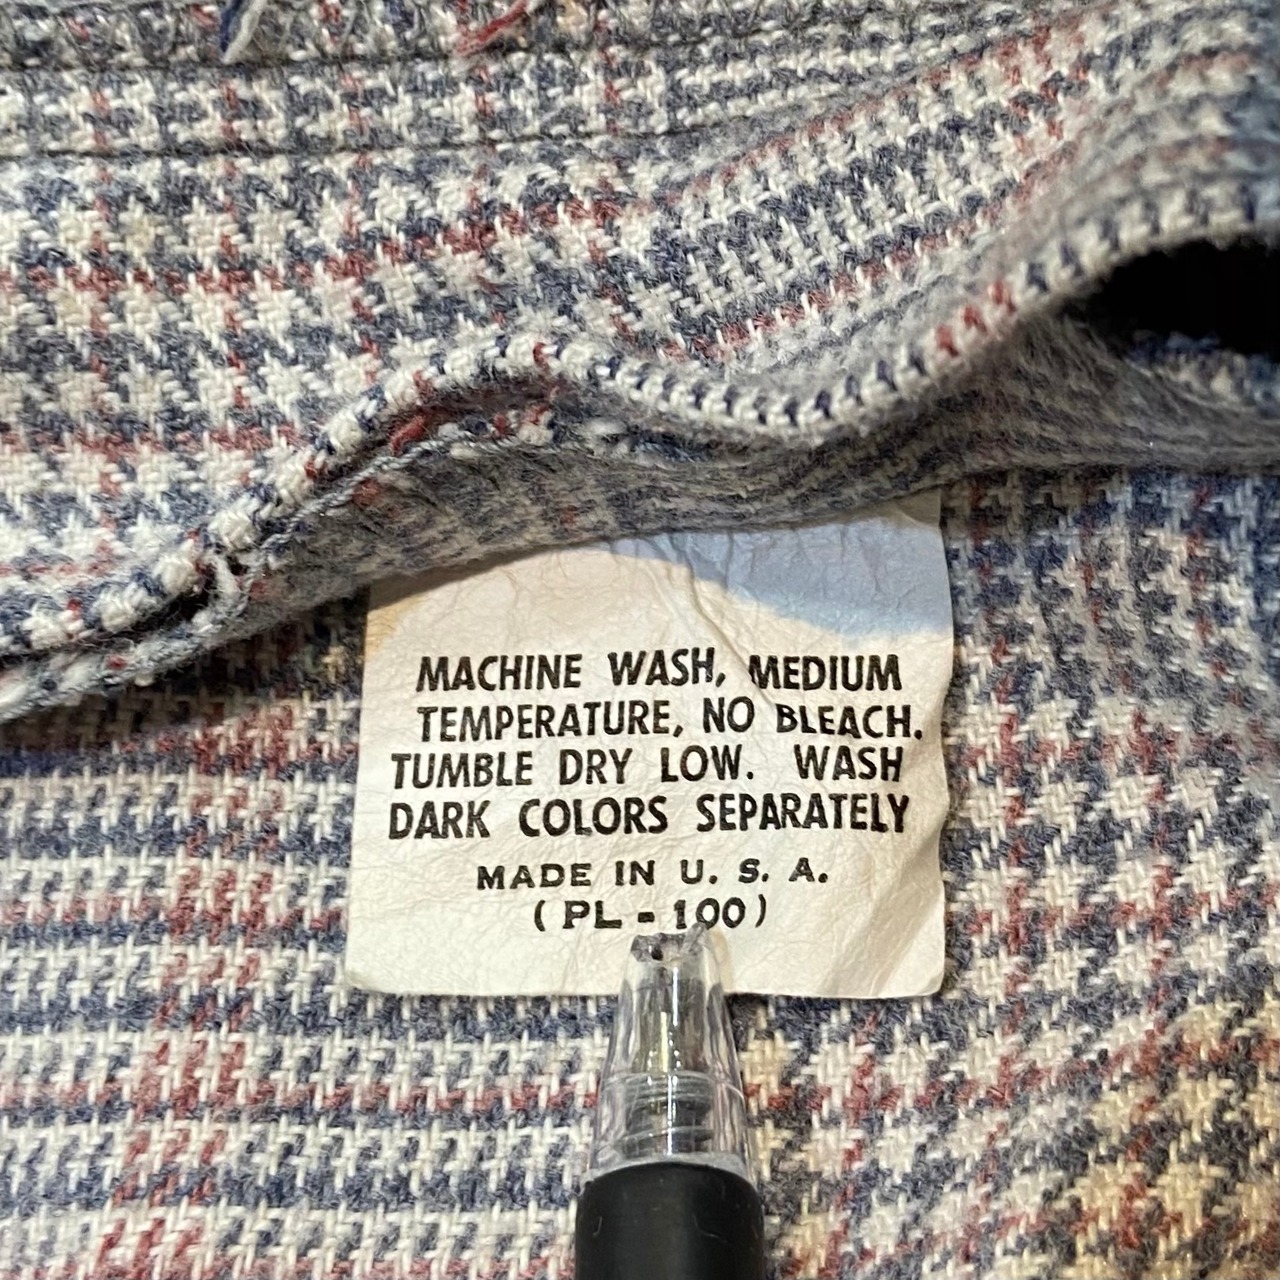 MACHINE WASH, MEDIUM
TEMPERATURE, NO BLEACH.
TUMBLE DRY LOW. WASH
DARK COLORS SEPARATELY
MADE IN U. S. A.
( PL - 100 )